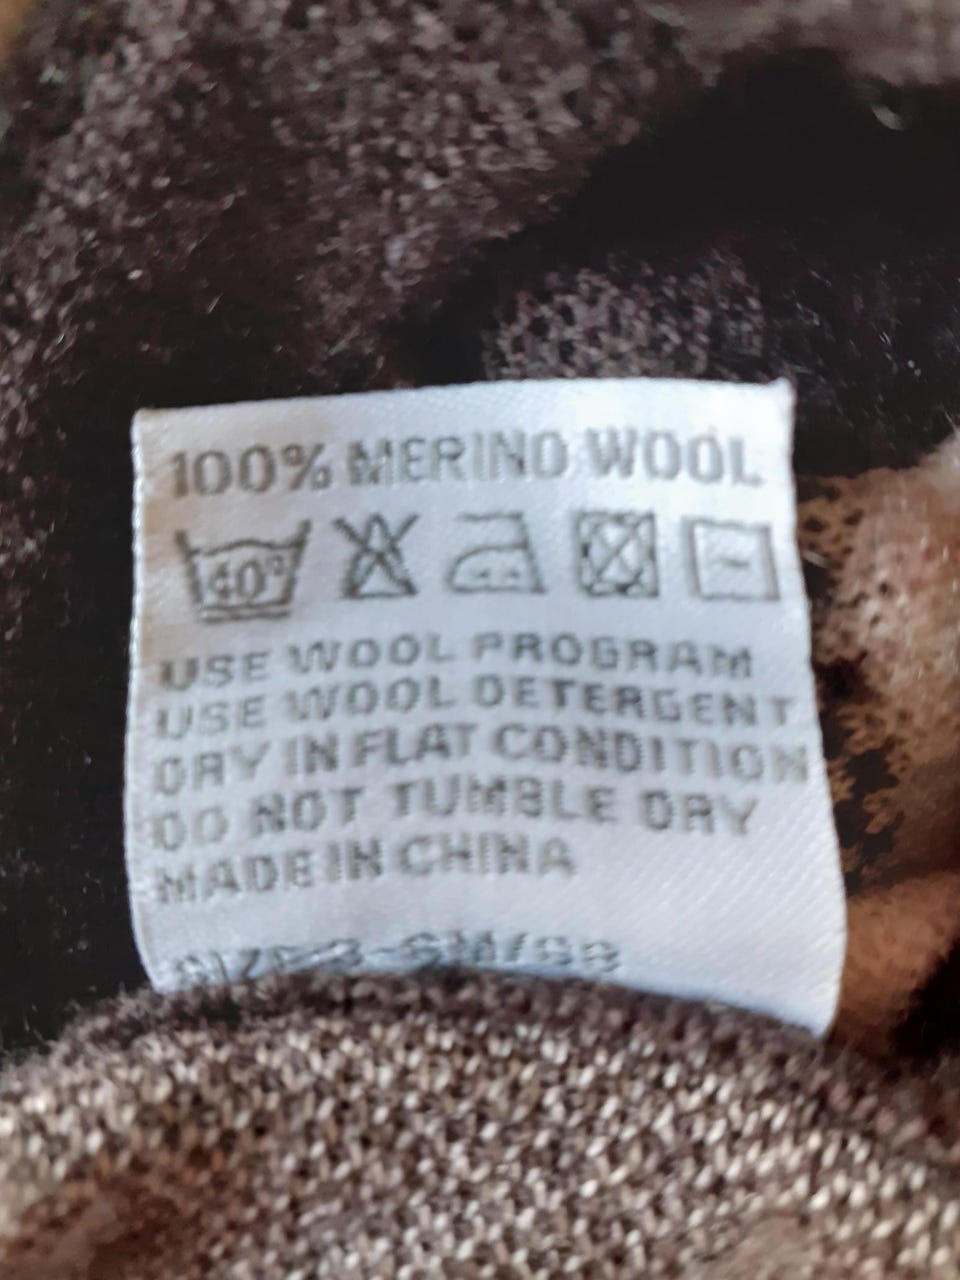 100% MERINO WOOL
40°
USE WOOL PROGRAM
USE WOOL DETERGENT
DRY IN FLAT CONDITION
DO NOT TUMBLE DRY
MADE IN CHINA
SIZE